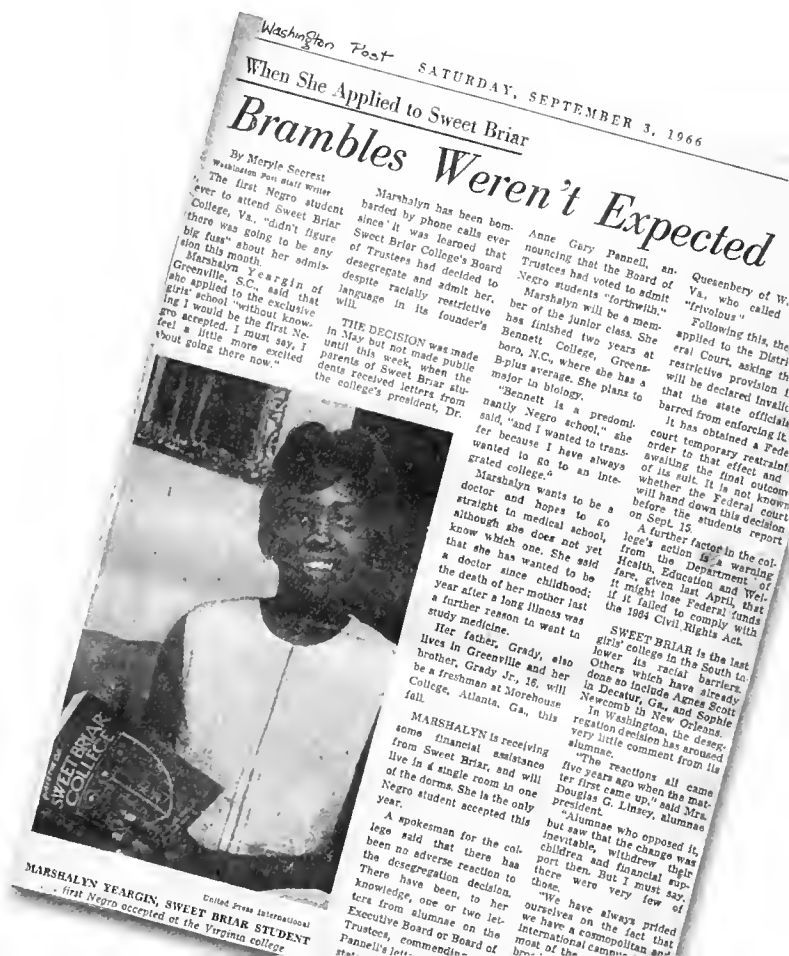 Washington Post
SATURDAY, SEPTEMBER 3, 1966
When She Applied to Sweet Briar
Brambles Weren't Expected
By Meryle Secrest
Washington Post Staff Writer
The first Negro student
ever to attend Sweet Briar
College, Va., "didn't figure
there was going to be any
big fuss" about her admis-
sion this month.
Marshalyn Yeargin of
Greenville, S.C., said that
she applied to the exclusive
girls' school "without know-
ing I would be the first Ne-
gro accepted. I must say, I
feel a little more excited
about going there now."
Marshalyn has been bom-
barded by phone calls ever
since it was learned that
Sweet Briar College's Board
of Trustees had decided to
desegregate and admit her,
despite racially restrictive
language in its founder's
will.
THE DECISION was made
in May but not made public
until this week, when the
parents of Sweet Briar stu-
dents received letters from
the college's president, Dr.
SWEET BRIAR
COLLEGE
United Press International
MARSHALYN YEARGIN, SWEET BRIAR STUDENT
first Negro accepted at the Virginia college
Anne Gary Pannell, an-
nouncing that the Board of
Trustees had voted to admit
Negro students "forthwith."
Marshalyn will be a mem-
ber of the junior class. She
has finished two years at
Bennett College, Greens-
boro, N.C., where she has a
B-plus average. She plans to
major in biology.
"Bennett is a predomi-
nantly Negro school," she
said, "and I wanted to trans-
fer because I have always
wanted to go to an inte-
grated college."
Marshalyn wants to be a
doctor and hopes to go
straight to medical school,
although she does not yet
know which one. She said
that she has wanted to be
a doctor since childhood;
the death of her mother last
year after a long illness was
a further reason to want to
study medicine.
Her father, Grady, also
lives in Greenville and her
brother, Grady Jr., 16, will
be a freshman at Morehouse
College, Atlanta, Ga., this
fall.
MARSHALYN is receiving
some financial assistance
from Sweet Briar, and will
live in a single room in one
of the dorms. She is the only
Negro student accepted this
year.
A spokesman for the col-
lege said that there has
been no adverse reaction to
the desegregation decision.
There have been, to her
knowledge, one or two let-
ters from alumnae on the
Executive Board or Board of
Trustees, commending
Pannell's
Quesenbery of W.
Va., who called
"frivolous"
Following this, the
applied to the Distri
eral Court, asking th
restrictive provision
will be declared invalid
that the state officials
barred from enforcing it.
It has obtained a Fede
court temporary restraini
order to that effect and
awaiting the final outcom
of its suit. It is not known
whether the Federal court
will hand down this decision
before the students report
on Sept. 15.
A further factor in the col-
lege's action is a warning
from the Department of
Health, Education and Wel-
fare, given last April, that
it might lose Federal funds
if it failed to comply with
the 1964 Civil Rights Act.
SWEET BRIAR is the last
girls' college in the South to
lower its racial barriers.
Others which have already
done so include Agnes Scott
in Decatur, Ga., and Sophie
Newcomb in New Orleans.
In Washington, the deseg-
regation decision has aroused
very little comment from its
alumnae.
"The reactions all came
five years ago when the mat-
ter first came up," said Mrs.
Douglas G. Linsey, alumnae
president.
"Alumnae who opposed it,
but saw that the change was
inevitable, withdrew their
children and financial sup-
port then. But I must say,
there were very few of
those.
"We have always prided
ourselves on the fact that
we have a cosmopolitan and
international campus
most of the